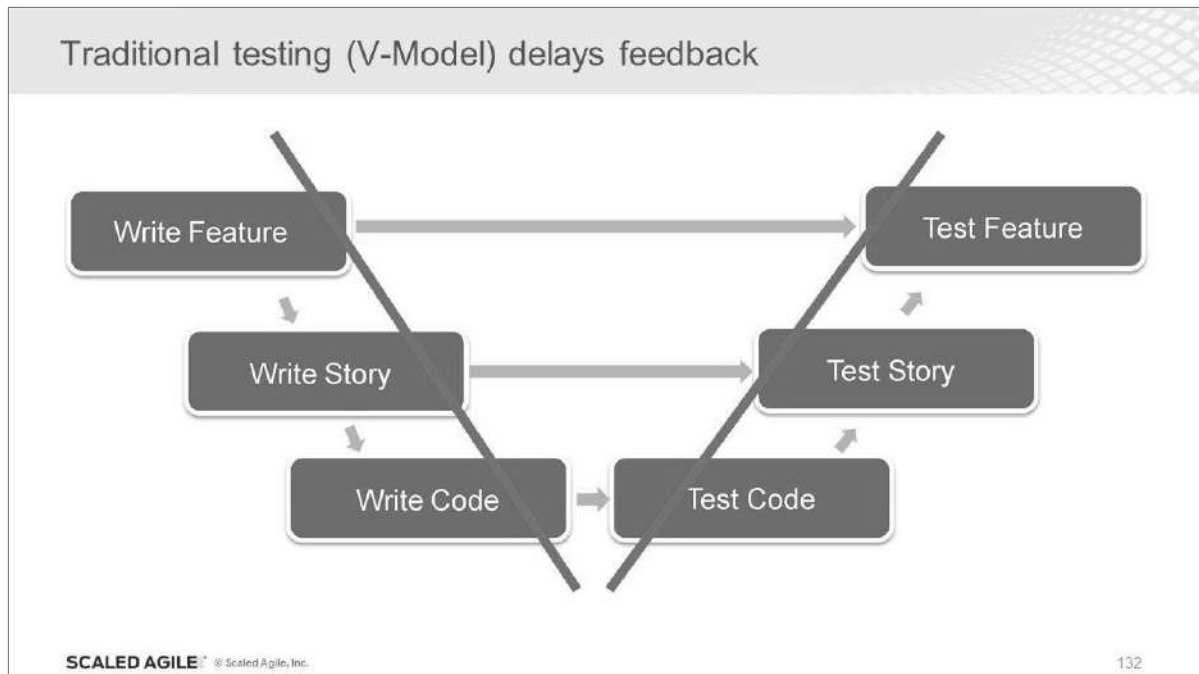 Traditional testing (V-Model) delays feedback
Write Feature
Test Feature
Write Story
Test Story
Write Code
Test Code
SCALED AGILE ® © Scaled Agile, Inc.
132